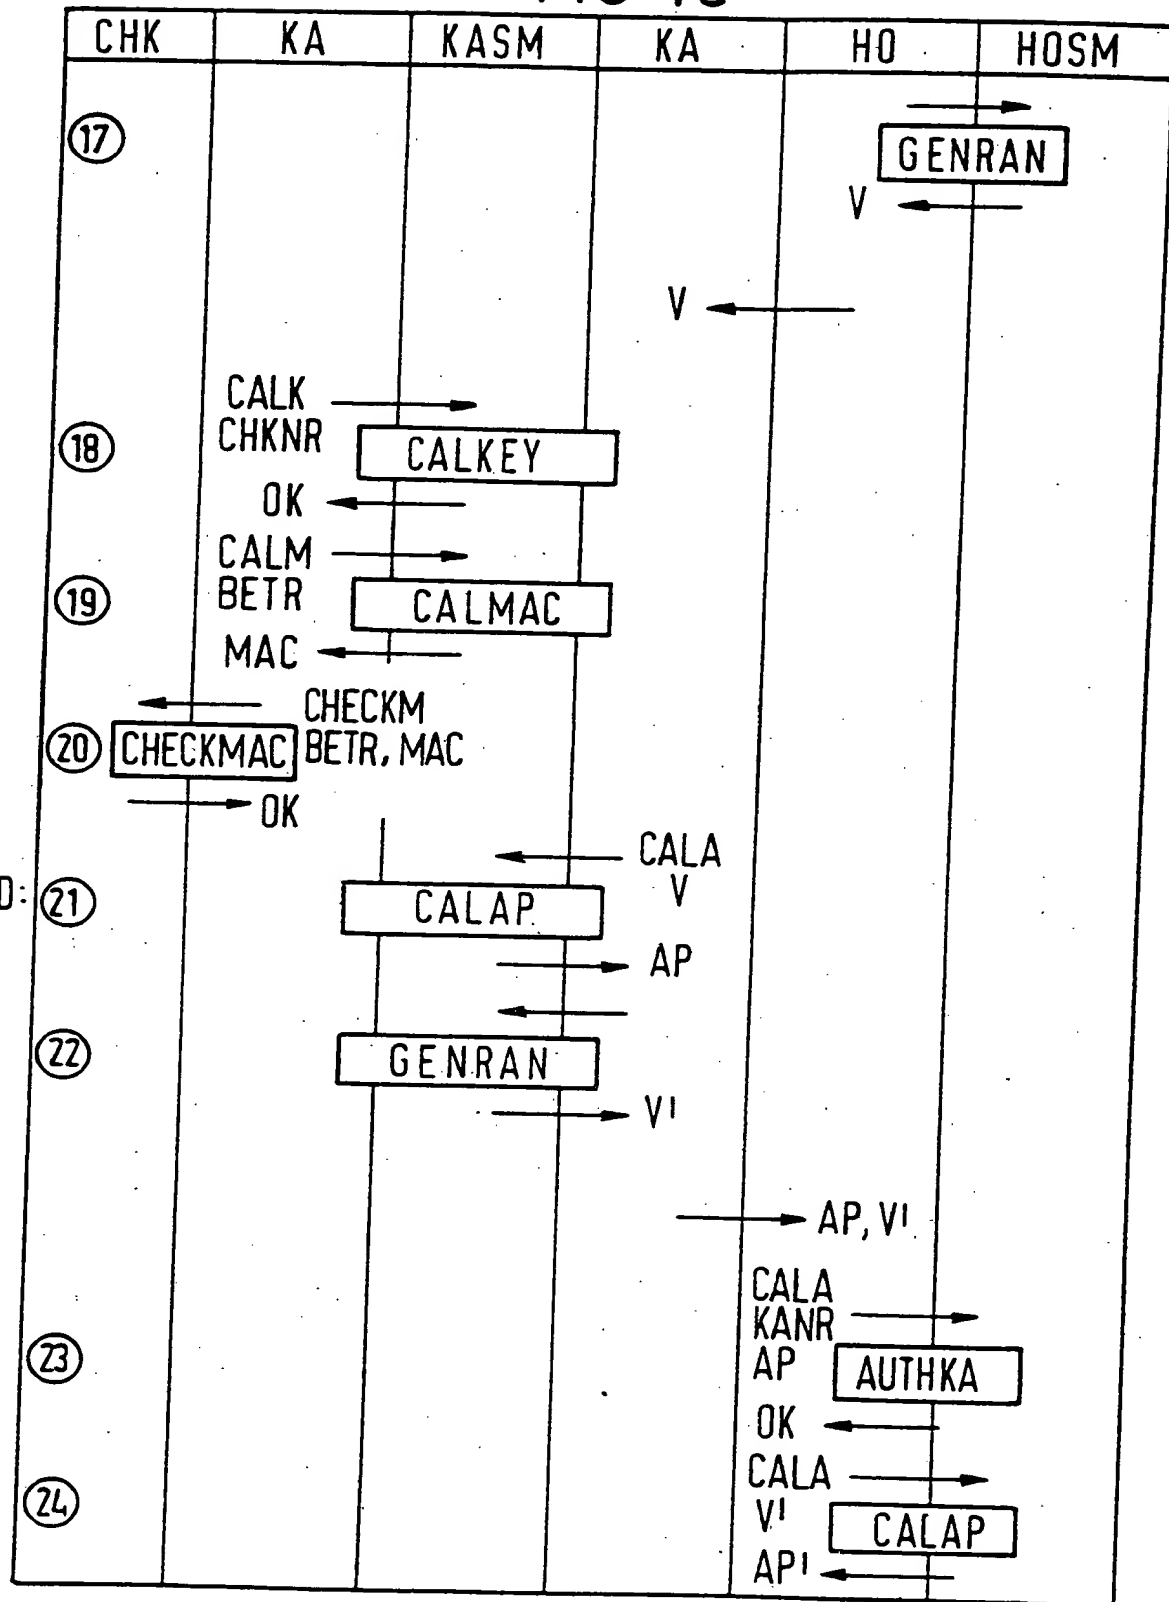 CHK KA KASM KA HO HOSM
17
GENRAN
V
V
CALK
CHKNR
18
CALKEY
OK
CALM
BETR
19
CALMAC
MAC
CHECKM
20 CHECKMAC BETR, MAC
OK
CALA
V
21
CALAP
AP
22
GENRAN
V'
AP, V'
CALA
KANR
23
AP
AUTHKA
OK
CALA
24
V'
CALAP
AP'